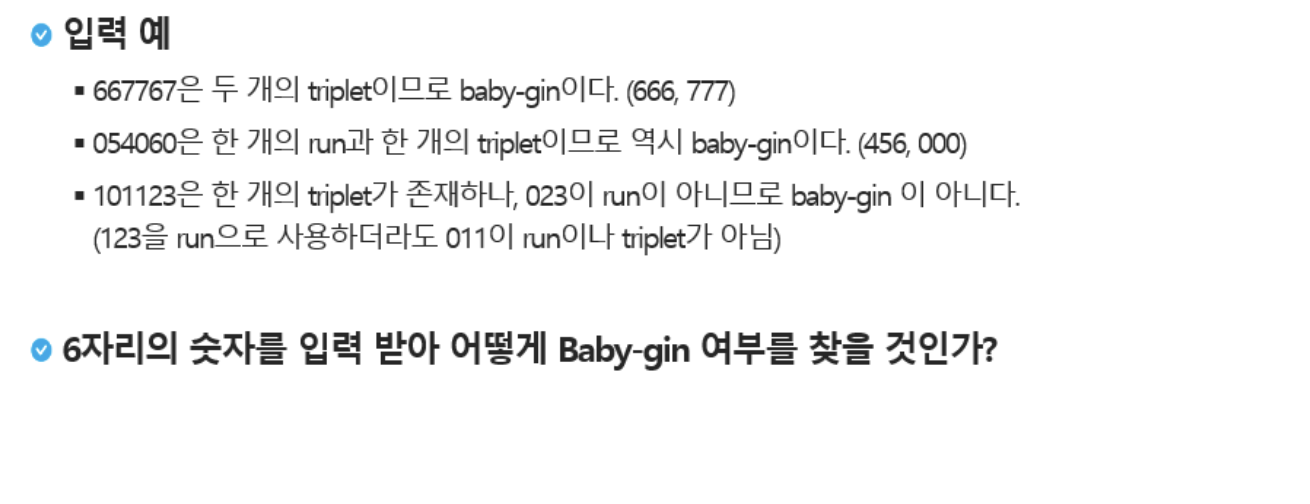 입력 예
▪ 667767은 두 개의 triplet이므로 baby-gin이다. (666, 777)
▪ 054060은 한 개의 run과 한 개의 triplet이므로 역시 baby-gin이다. (456, 000)
▪ 101123은 한 개의 triplet가 존재하나, 023이 run이 아니므로 baby-gin 이 아니다.
(123을 run으로 사용하더라도 011이 run이나 triplet가 아님)
6자리의 숫자를 입력 받아 어떻게 Baby-gin 여부를 찾을 것인가?